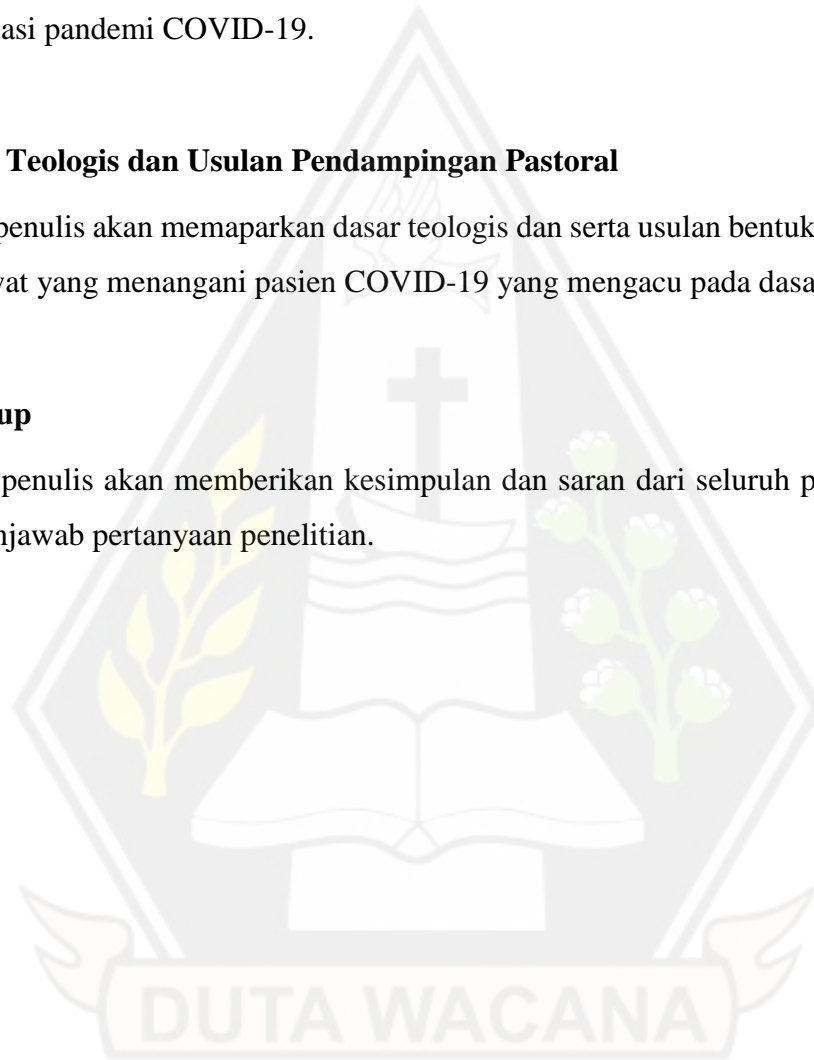 asi pandemi COVID-19.
Teologis dan Usulan Pendampingan Pastoral
penulis akan memaparkan dasar teologis dan serta usulan bentuk
wat yang menangani pasien COVID-19 yang mengacu pada dasa
up
penulis akan memberikan kesimpulan dan saran dari seluruh p
njawab pertanyaan penelitian.
DUTA WACANA